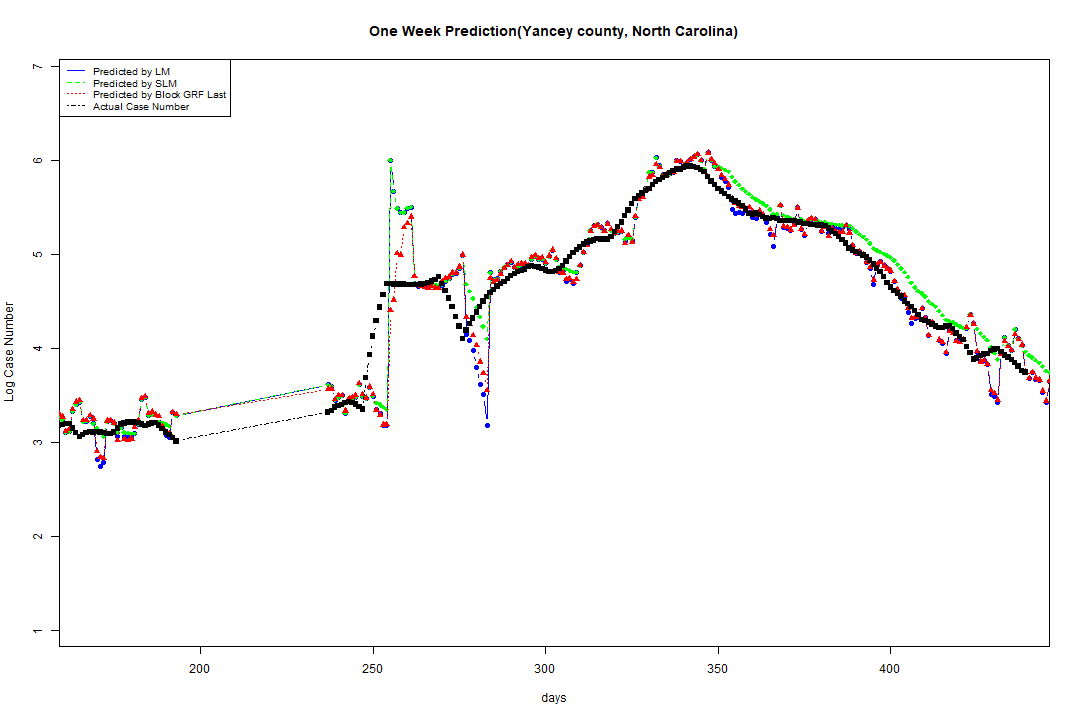 One Week Prediction(Yancey county, North Carolina)
7
Predicted by LM
Predicted by SLM
Predicted by Block GRF Last
Actual Case Number
6
5
4
3
2
1
Log Case Number
200
250
300
350
400
days